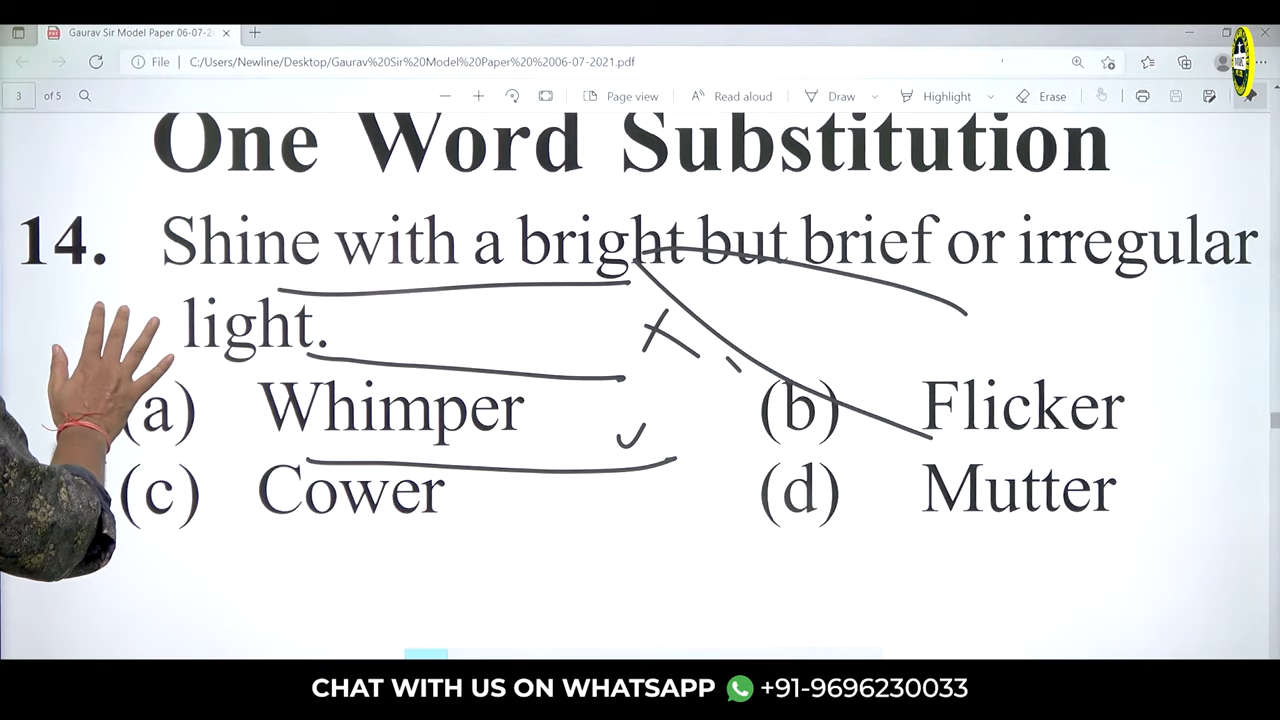 Gaurav Sir Model Paper 06-07-2
File C:/Users/Newline/Desktop/Gaurav%20Sir%20Model%20Paper%20%2006-07-2021.pdf
3 of 5 Page view Read aloud Draw Highlight Erase
One Word Substitution
14. Shine with a bright but brief or irregular
light.
(a) Whimper (b) Flicker
(c) Cower (d) Mutter
CHAT WITH US ON WHATSAPP +91-9696230033